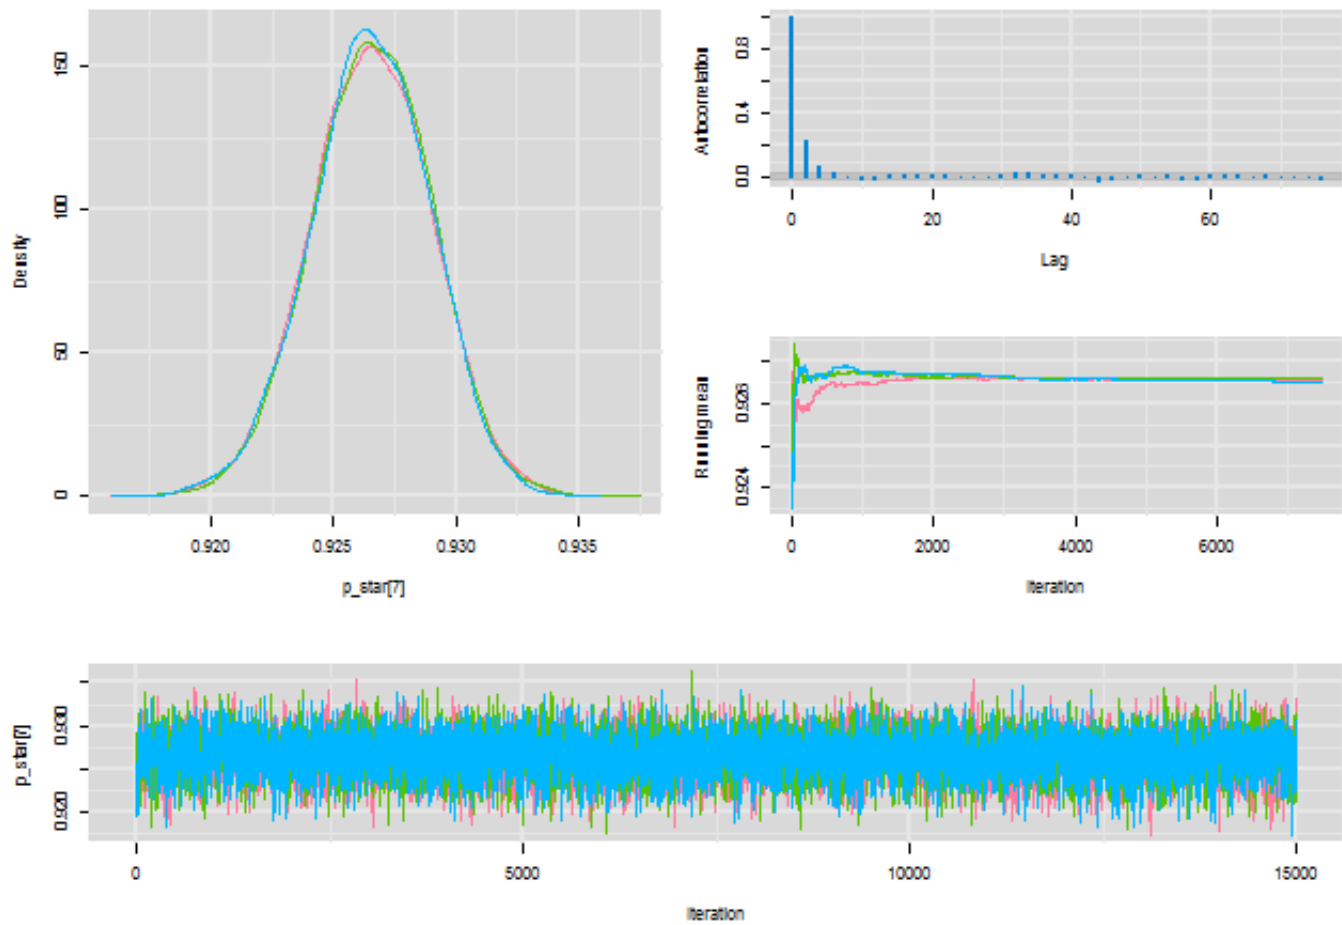 150
100
50
0
Density
0.920 0.925 0.930 0.935
p_star[7]
0.8
0.4
0.0
Autocorrelation
0 20 40 60
Lag
0.926
0.924
Running mean
0 2000 4000 6000
Iteration
0.930
0.920
p_star[7]
0 5000 10000 15000
Iteration